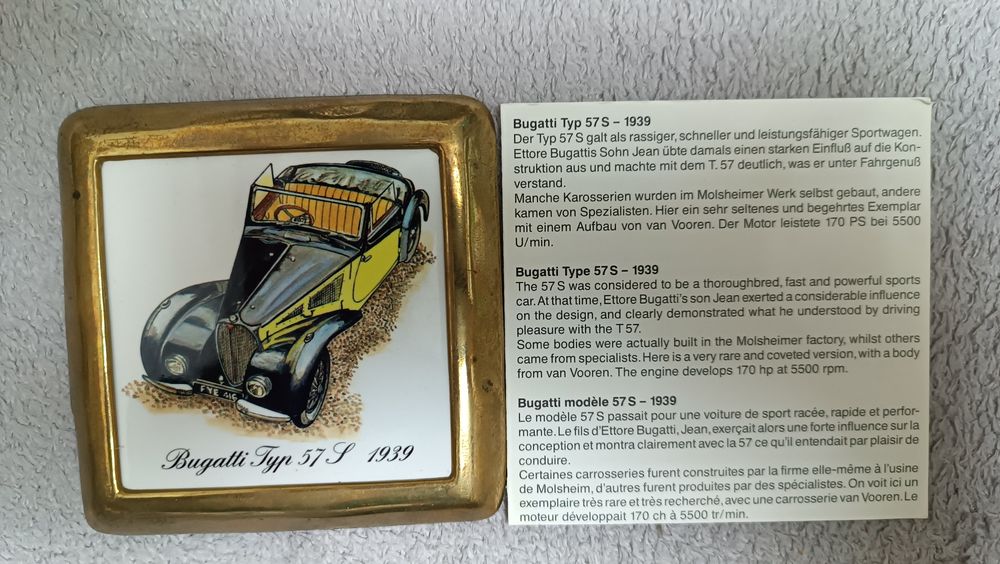 FYE 416
Bugatti Typ 57 S 1939
Bugatti Typ 57 S – 1939
Der Typ 57 S galt als rassiger, schneller und leistungsfähiger Sportwagen.
Ettore Bugattis Sohn Jean übte damals einen starken Einfluß auf die Kon-
struktion aus und machte mit dem T. 57 deutlich, was er unter Fahrgenuß
verstand.
Manche Karosserien wurden im Molsheimer Werk selbst gebaut, andere
kamen von Spezialisten. Hier ein sehr seltenes und begehrtes Exemplar
mit einem Aufbau von van Vooren. Der Motor leistete 170 PS bei 5500
U/min.
Bugatti Type 57 S – 1939
The 57 S was considered to be a thoroughbred, fast and powerful sports
car. At that time, Ettore Bugatti's son Jean exerted a considerable influence
on the design, and clearly demonstrated what he understood by driving
pleasure with the T 57.
Some bodies were actually built in the Molsheimer factory, whilst others
came from specialists. Here is a very rare and coveted version, with a body
from van Vooren. The engine develops 170 hp at 5500 rpm.
Bugatti modèle 57 S – 1939
Le modèle 57 S passait pour une voiture de sport racée, rapide et perfor-
mante. Le fils d'Ettore Bugatti, Jean, exerçait alors une forte influence sur la
conception et montra clairement avec la 57 ce qu'il entendait par plaisir de
conduire.
Certaines carrosseries furent construites par la firme elle-même à l'usine
de Molsheim, d'autres furent produites par des spécialistes. On voit ici un
exemplaire très rare et très recherché, avec une carrosserie van Vooren. Le
moteur développait 170 ch à 5500 tr/min.